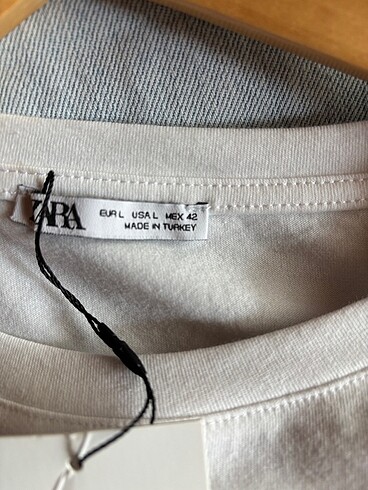 ZARA EUR L USA L MEX 42
MADE IN TURKEY